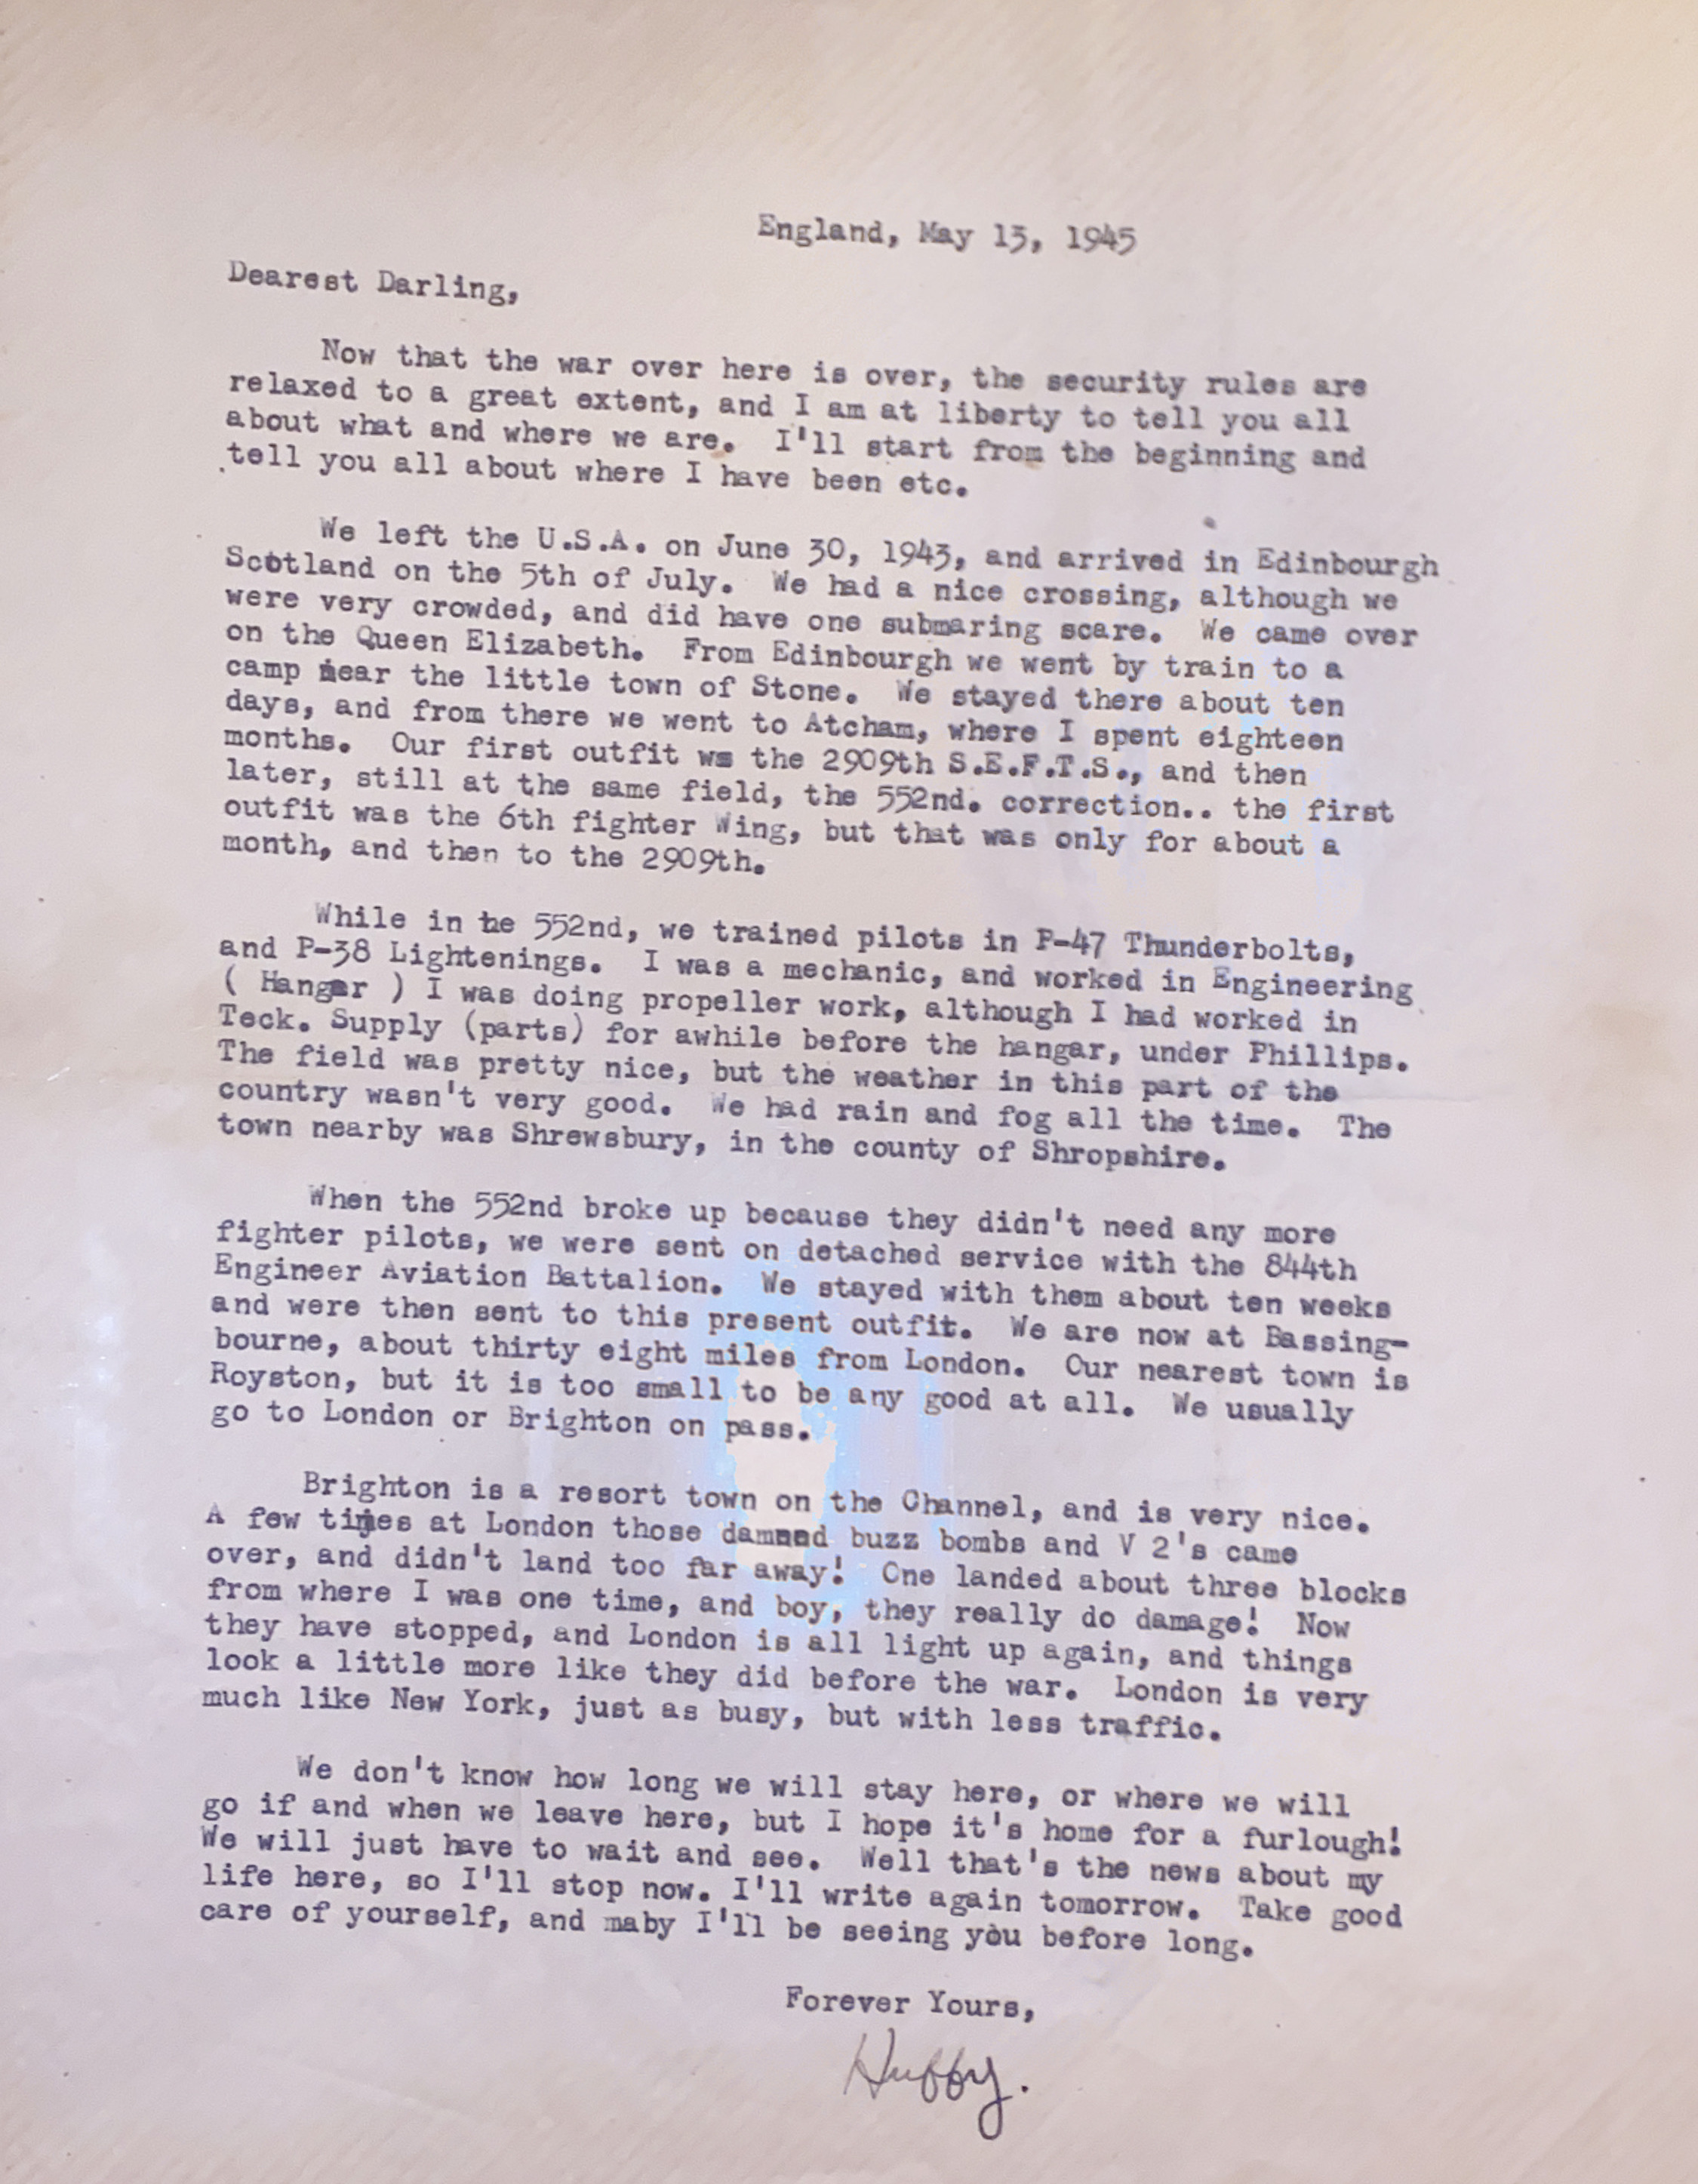 England, May 13, 1945
Dearest Darling,
Now that the war over here is over, the security rules are
relaxed to a great extent, and I am at liberty to tell you all
about what and where we are. I'll start from the beginning and
tell you all about where I have been etc.
We left the U.S.A. on June 30, 1943, and arrived in Edinbourgh
Scotland on the 5th of July. We had a nice crossing, although we
were very crowded, and did have one submaring scare. We came over
on the Queen Elizabeth. From Edinbourgh we went by train to a
camp near the little town of Stone. We stayed there about ten
days, and from there we went to Atcham, where I spent eighteen
months. Our first outfit ws the 2909th S.E.F.T.S., and then
later, still at the same field, the 552nd. correction.. the first
outfit was the 6th fighter Wing, but that was only for about a
month, and then to the 2909th.
While in he 552nd, we trained pilots in P-47 Thunderbolts,
and P-38 Lightenings. I was a mechanic, and worked in Engineering
( Hangar ) I was doing propeller work, although I had worked in
Teck. Supply (parts) for awhile before the hangar, under Phillips.
The field was pretty nice, but the weather in this part of the
country wasn't very good. We had rain and fog all the time. The
town nearby was Shrewsbury, in the county of Shropshire.
When the 552nd broke up because they didn't need any more
fighter pilots, we were sent on detached service with the 844th
Engineer Aviation Battalion. We stayed with them about ten weeks
and were then sent to this present outfit. We are now at Bassing-
bourne, about thirty eight miles from London. Our nearest town is
Royston, but it is too small to be any good at all. We usually
go to London or Brighton on pass.
Brighton is a resort town on the Channel, and is very nice.
A few times at London those damned buzz bombs and V 2's came
over, and didn't land too far away! One landed about three blocks
from where I was one time, and boy, they really do damage! Now
they have stopped, and London is all light up again, and things
look a little more like they did before the war. London is very
much like New York, just as busy, but with less traffic.
We don't know how long we will stay here, or where we will
go if and when we leave here, but I hope it's home for a furlough!
We will just have to wait and see. Well that's the news about my
life here, so I'll stop now. I'll write again tomorrow. Take good
care of yourself, and maby I'll be seeing you before long.
Forever Yours,
Huffy.